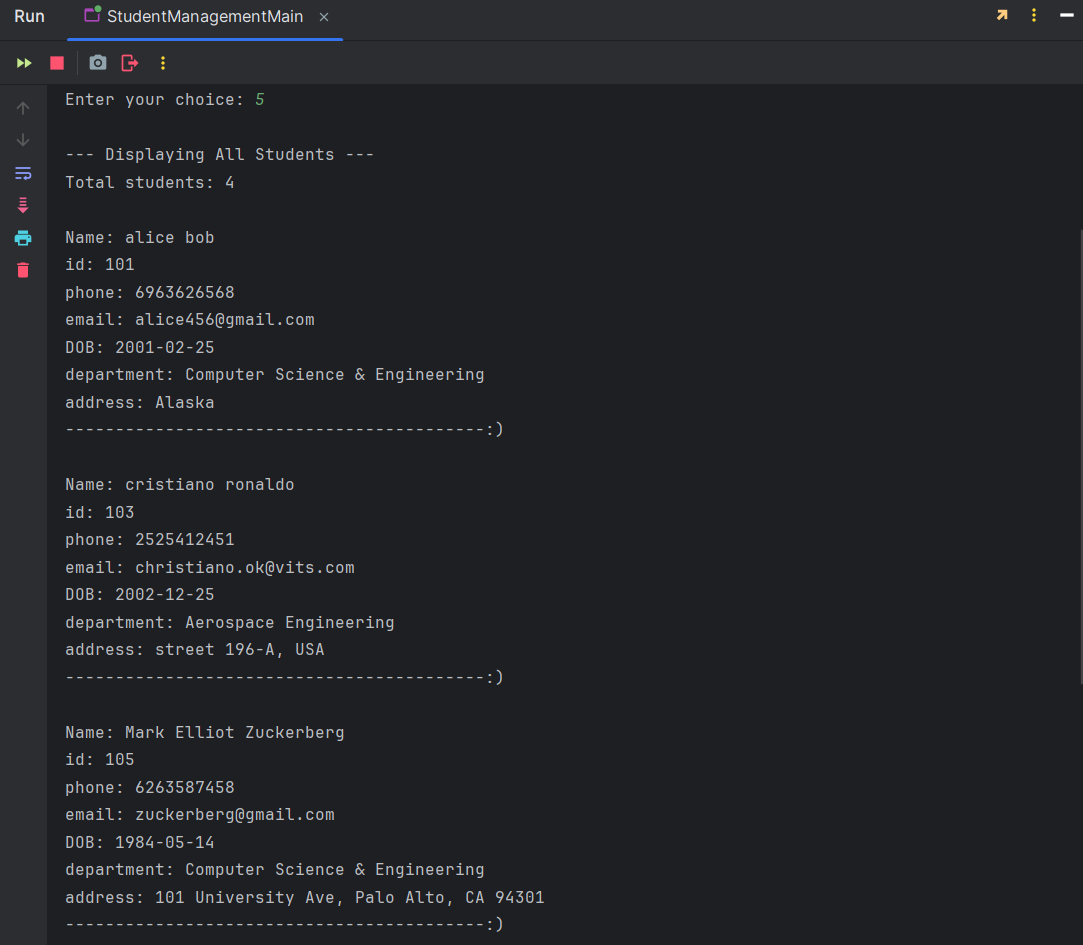 Run
StudentManagementMain
Enter your choice: 5
--- Displaying All Students ---
Total students: 4
Name: alice bob
id: 101
phone: 6963626568
email: alice456@gmail.com
DOB: 2001-02-25
department: Computer Science & Engineering
address: Alaska
------------------------------------------:)
Name: cristiano ronaldo
id: 103
phone: 2525412451
email: christiano.ok@vits.com
DOB: 2002-12-25
department: Aerospace Engineering
address: street 196-A, USA
------------------------------------------:)
Name: Mark Elliot Zuckerberg
id: 105
phone: 6263587458
email: zuckerberg@gmail.com
DOB: 1984-05-14
department: Computer Science & Engineering
address: 101 University Ave, Palo Alto, CA 94301
------------------------------------------:)